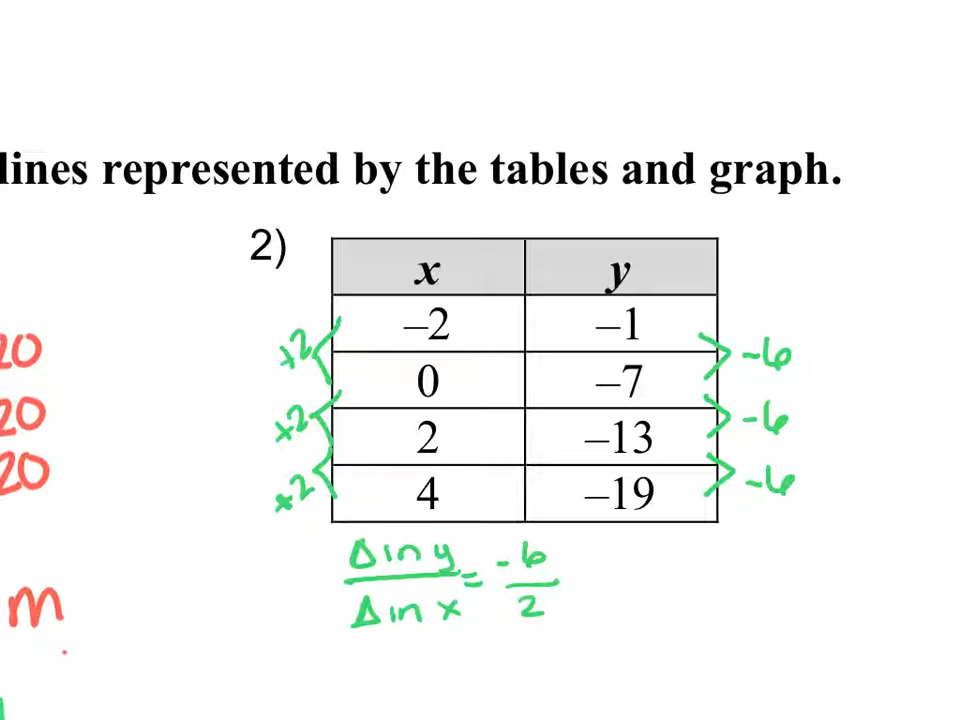 lines represented by the tables and graph.
2)
x y
–2 –1
+2 -6
20
0 –7
+2 -6
20
2 –13
20
+2 -6
4 –19
Δ in y
Δ in x
= -6
2
m